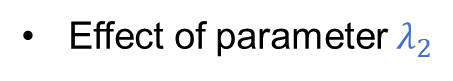 • Effect of parameter λ₂